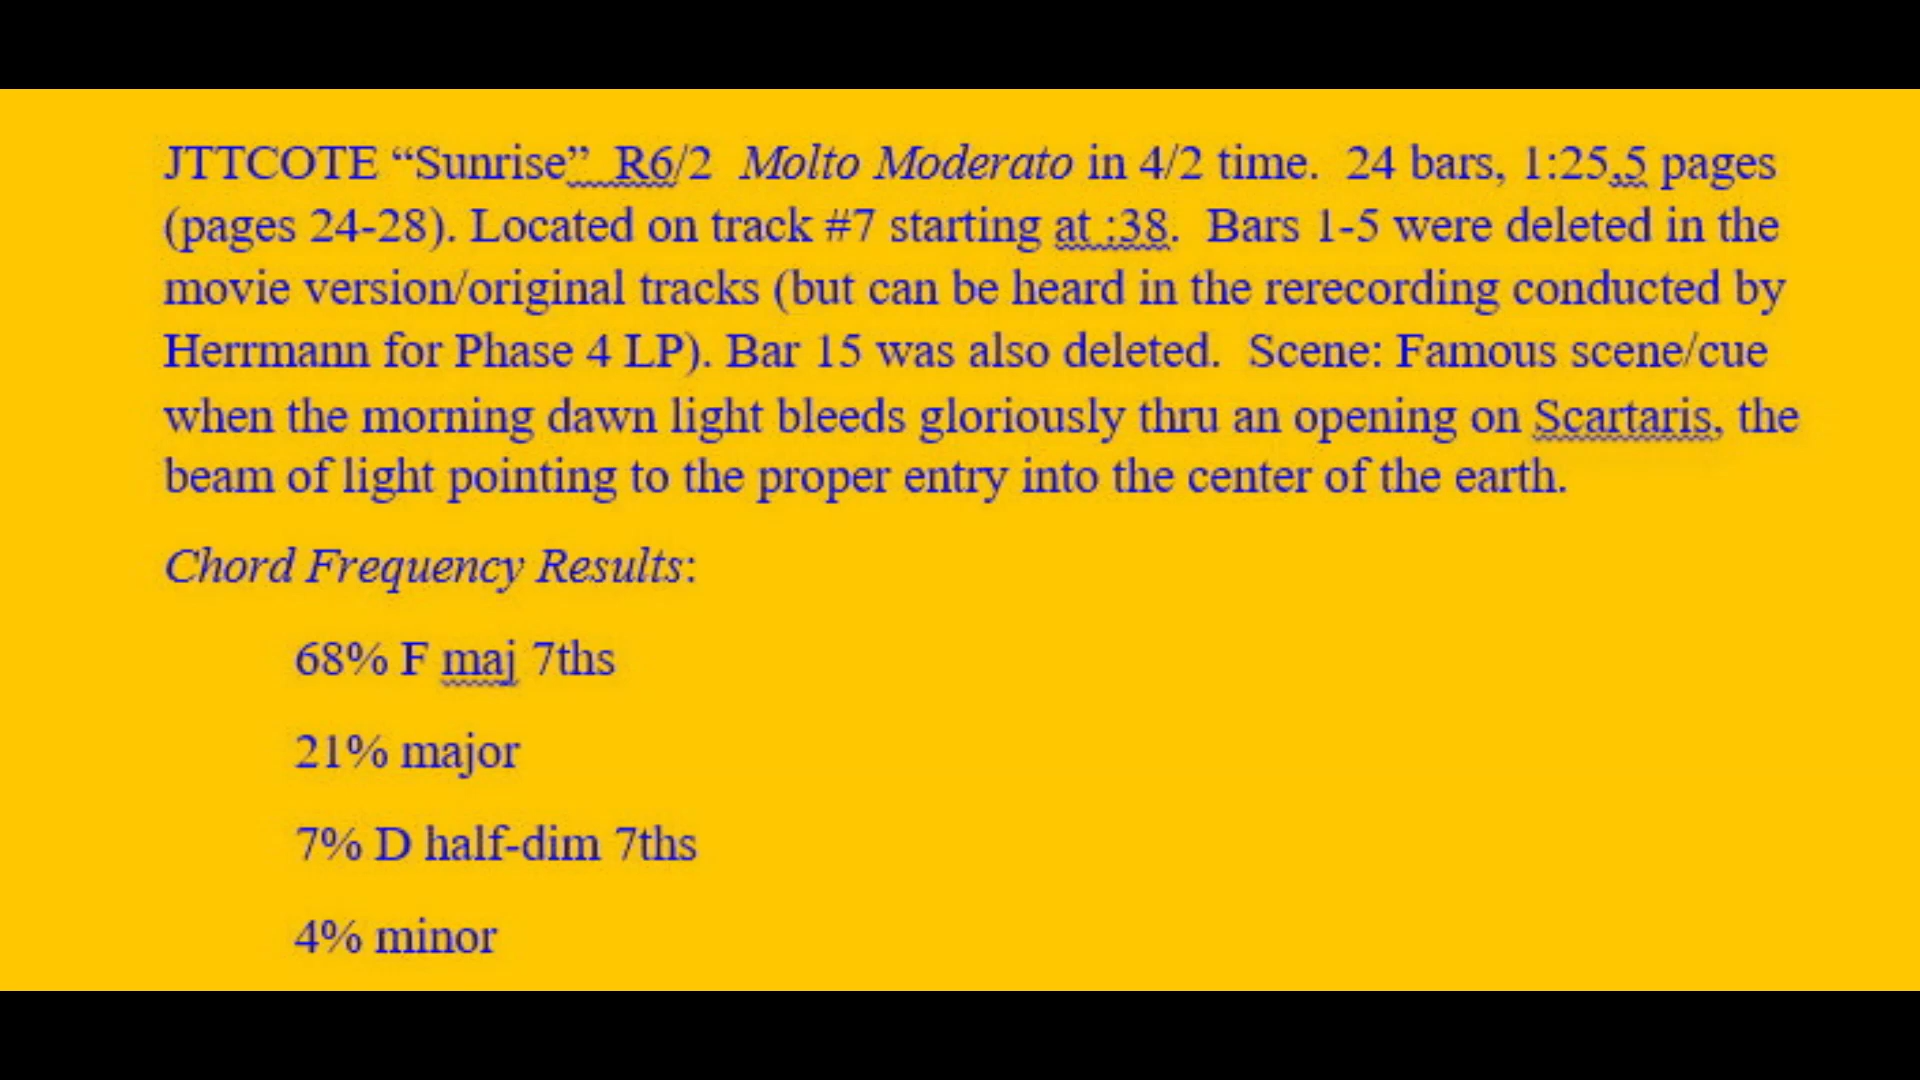 JTTCOTE “Sunrise”  R6/2  Molto Moderato in 4/2 time.  24 bars, 1:25,5 pages
(pages 24-28). Located on track #7 starting at :38.  Bars 1-5 were deleted in the
movie version/original tracks (but can be heard in the rerecording conducted by
Herrmann for Phase 4 LP). Bar 15 was also deleted.  Scene: Famous scene/cue
when the morning dawn light bleeds gloriously thru an opening on Scartaris, the
beam of light pointing to the proper entry into the center of the earth.
Chord Frequency Results:
68% F maj 7ths
21% major
7% D half-dim 7ths
4% minor